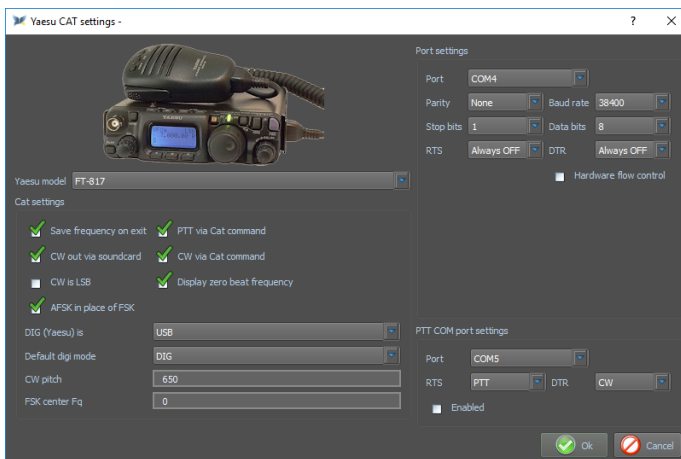 Yaesu CAT settings -
YAESU
Yaesu model FT-817
Cat settings
Save frequency on exit PTT via Cat command
CW out via soundcard CW via Cat command
CW is LSB Display zero beat frequency
AFSK in place of FSK
DIG (Yaesu) is USB
Default digi mode DIG
CW pitch 650
FSK center Fq 0
Port settings
Port COM4
Parity None Baud rate 38400
Stop bits 1 Data bits 8
RTS Always OFF DTR Always OFF
Hardware flow control
PTT COM port settings
Port COM5
RTS PTT DTR CW
Enabled
Ok Cancel